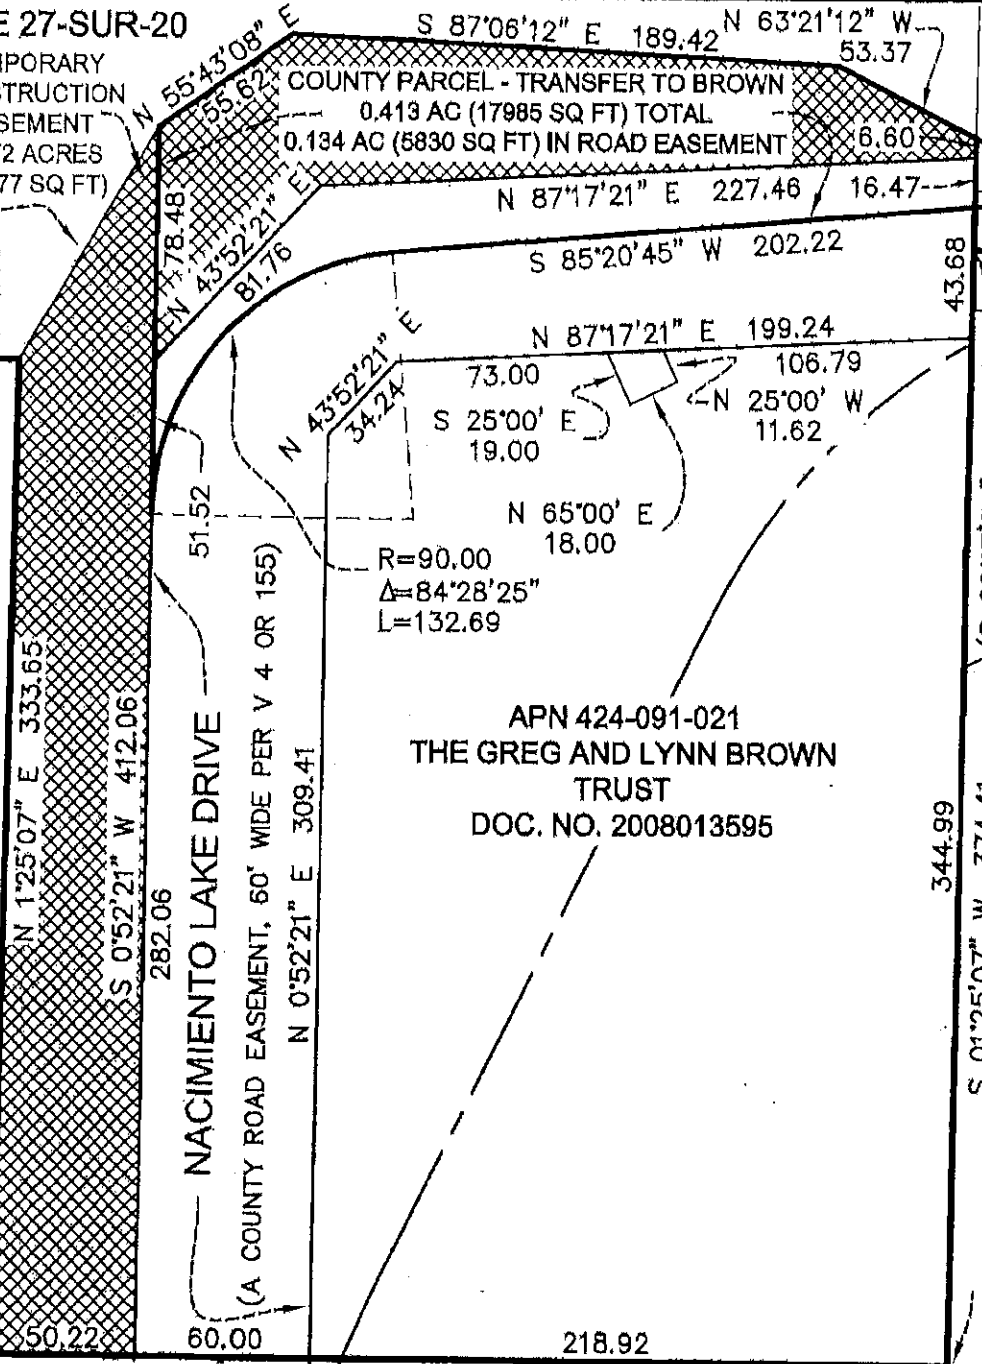 E 27-SUR-20
PORARY
STRUCTION
SEMENT
2 ACRES
77 SQ FT)
N 55°43'08" E
55.62
S 87°06'12" E 189.42
N 63°21'12" W
53.37
COUNTY PARCEL - TRANSFER TO BROWN
0.413 AC (17985 SQ FT) TOTAL
0.134 AC (5830 SQ FT) IN ROAD EASEMENT
6.60
N 87°17'21" E 227.46
16.47
78.48
N 43°52'21" E
81.76
S 85°20'45" W 202.22
43.68
N 87°17'21" E 199.24
73.00
106.79
N 43°52'21" E
34.24
S 25°00' E
19.00
N 25°00' W
11.62
N 65°00' E
18.00
51.52
R=90.00
Δ=84°28'25"
L=132.69
N 1°25'07" E 333.65
S 0°52'21" W 412.06
282.06
NACIMIENTO LAKE DRIVE
(A COUNTY ROAD EASEMENT, 60' WIDE PER V 4 OR 155)
N 0°52'21" E 309.41
APN 424-091-021
THE GREG AND LYNN BROWN
TRUST
DOC. NO. 2008013595
344.99
S 01°25'07" W
50.22
60.00
218.92